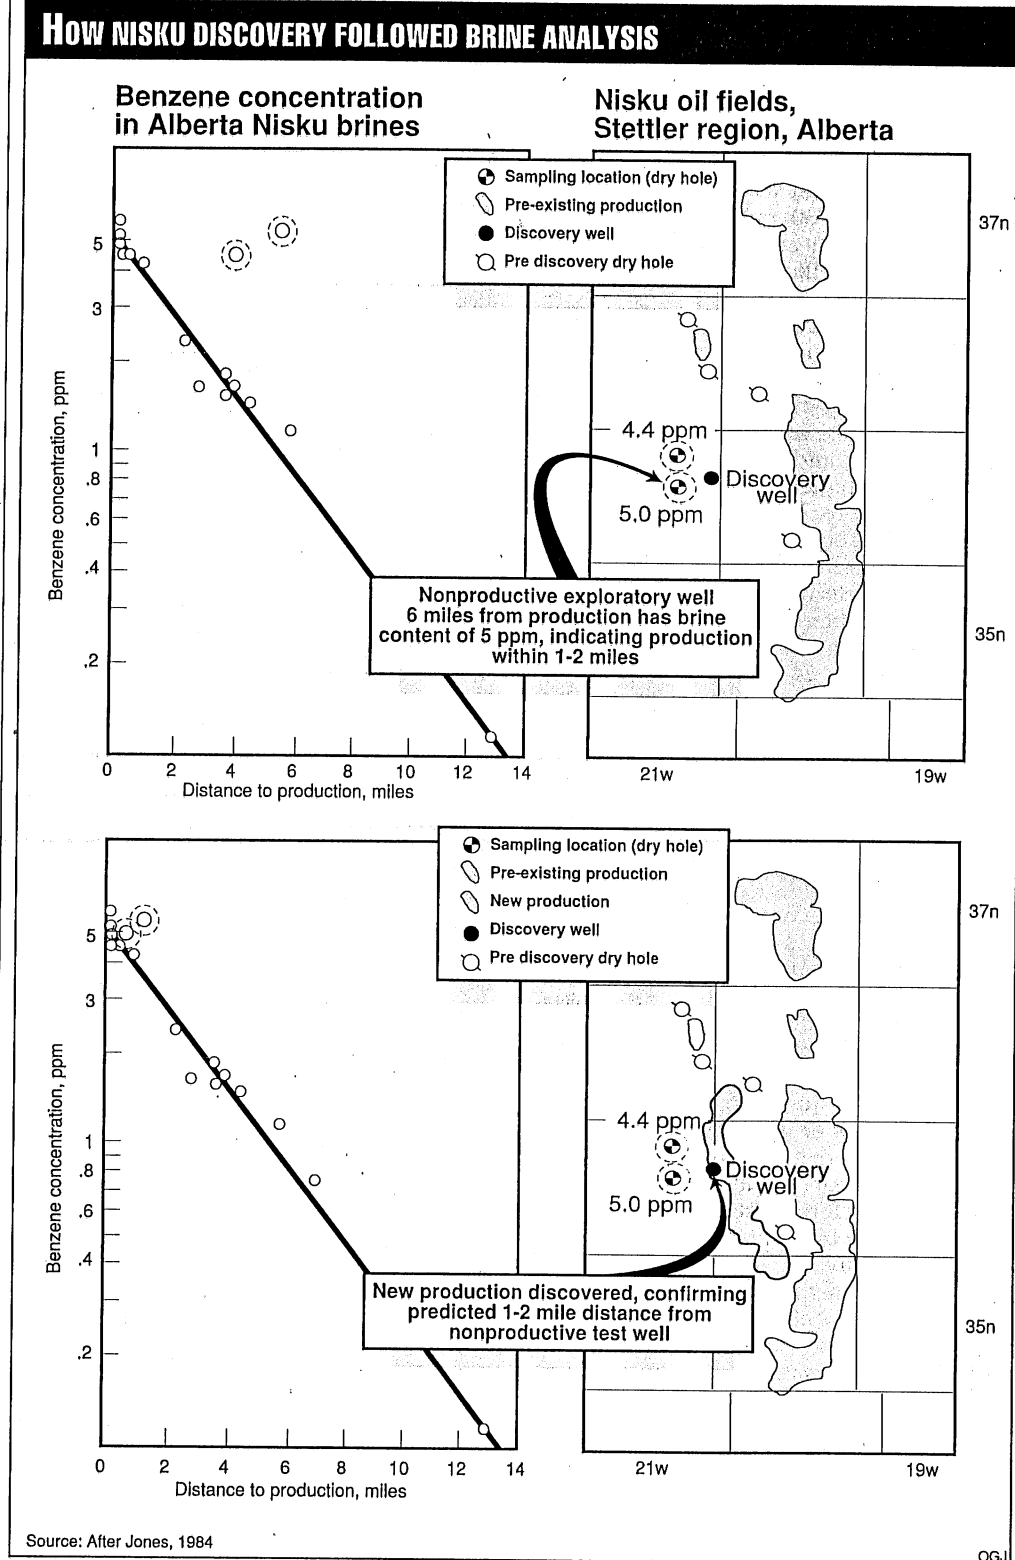 HOW NISKU DISCOVERY FOLLOWED BRINE ANALYSIS
Benzene concentration
in Alberta Nisku brines
Nisku oil fields,
Stettler region, Alberta
Sampling location (dry hole)
Pre-existing production
Discovery well
Pre discovery dry hole
37n
5
3
1
.8
.6
.4
.2
Benzene concentration, ppm
4.4 ppm
Discovery
well
5.0 ppm
Nonproductive exploratory well
6 miles from production has brine
content of 5 ppm, indicating production
within 1-2 miles
35n
0 2 4 6 8 10 12 14
Distance to production, miles
21w 19w
Sampling location (dry hole)
Pre-existing production
New production
Discovery well
Pre discovery dry hole
37n
5
3
1
.8
.6
.4
.2
Benzene concentration, ppm
4.4 ppm
Discovery
well
5.0 ppm
New production discovered, confirming
predicted 1-2 mile distance from
nonproductive test well
35n
0 2 4 6 8 10 12 14
Distance to production, miles
21w 19w
Source: After Jones, 1984
OGJ